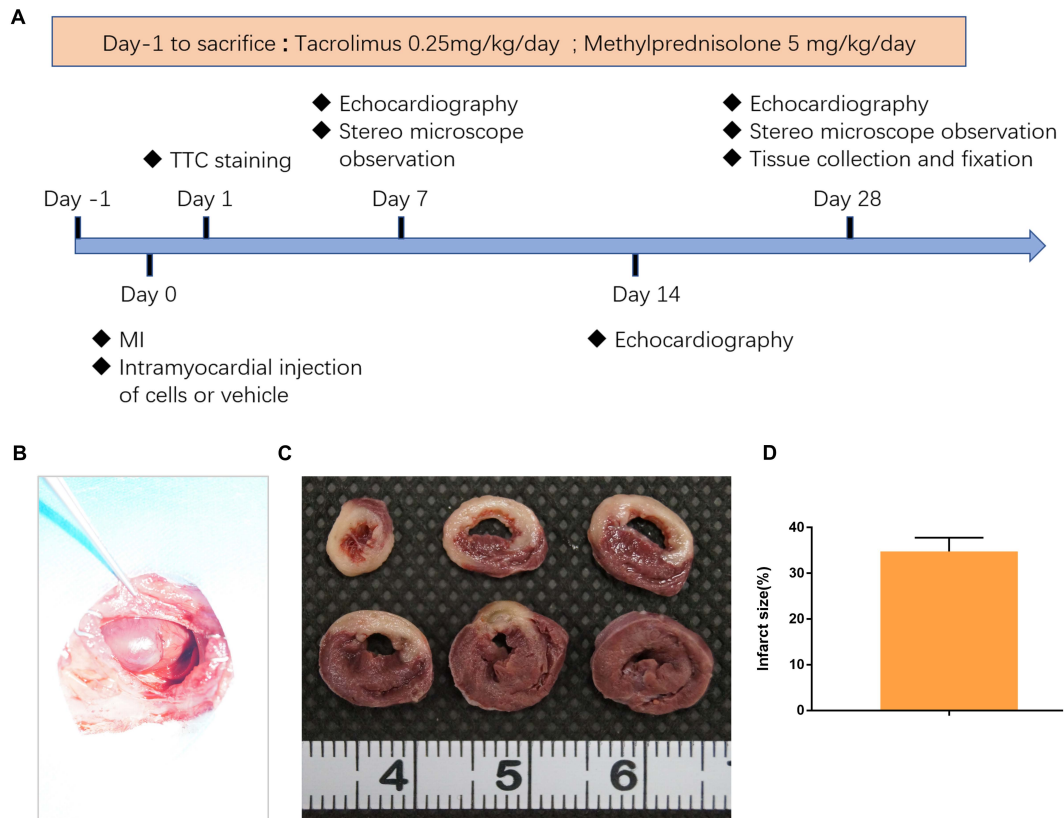 A
Day-1 to sacrifice : Tacrolimus 0.25mg/kg/day ; Methylprednisolone 5 mg/kg/day
◆ Echocardiography
◆ Stereo microscope
observation
◆ Echocardiography
◆ Stereo microscope observation
◆ Tissue collection and fixation
◆ TTC staining
Day -1
Day 1
Day 7
Day 28
Day 0
Day 14
◆ MI
◆ Intramyocardial injection
of cells or vehicle
◆ Echocardiography
B
C
4
5
6
D
Infarct size(%)
40
30
20
10
0